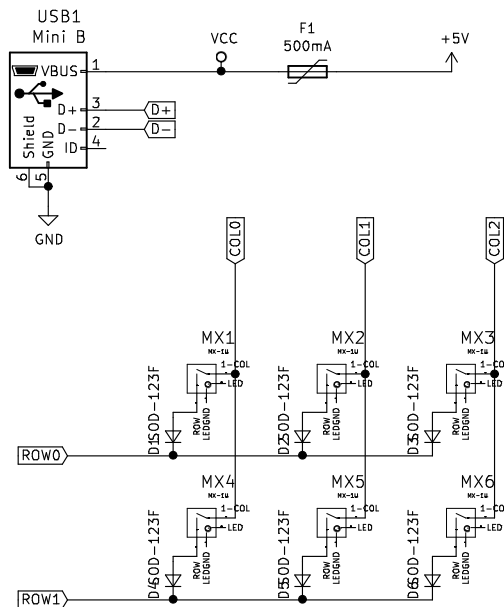 USB1
Mini B
VCC
F1
500mA
+5V
VBUS 1
D+ 3 D+
D- 2 D-
ID 4
Shield
GND
6
5
GND
COL0
COL1
COL2
MX1
MX-1U
1-COL
LED
ROW
LEDGND
D1
SOD-123F
MX2
MX-1U
1-COL
LED
ROW
LEDGND
D2
SOD-123F
MX3
MX-1U
1-COL
LED
ROW
LEDGND
D3
SOD-123F
ROW0
MX4
MX-1U
1-COL
LED
ROW
LEDGND
D4
SOD-123F
MX5
MX-1U
1-COL
LED
ROW
LEDGND
D5
SOD-123F
MX6
MX-1U
1-COL
LED
ROW
LEDGND
D6
SOD-123F
ROW1